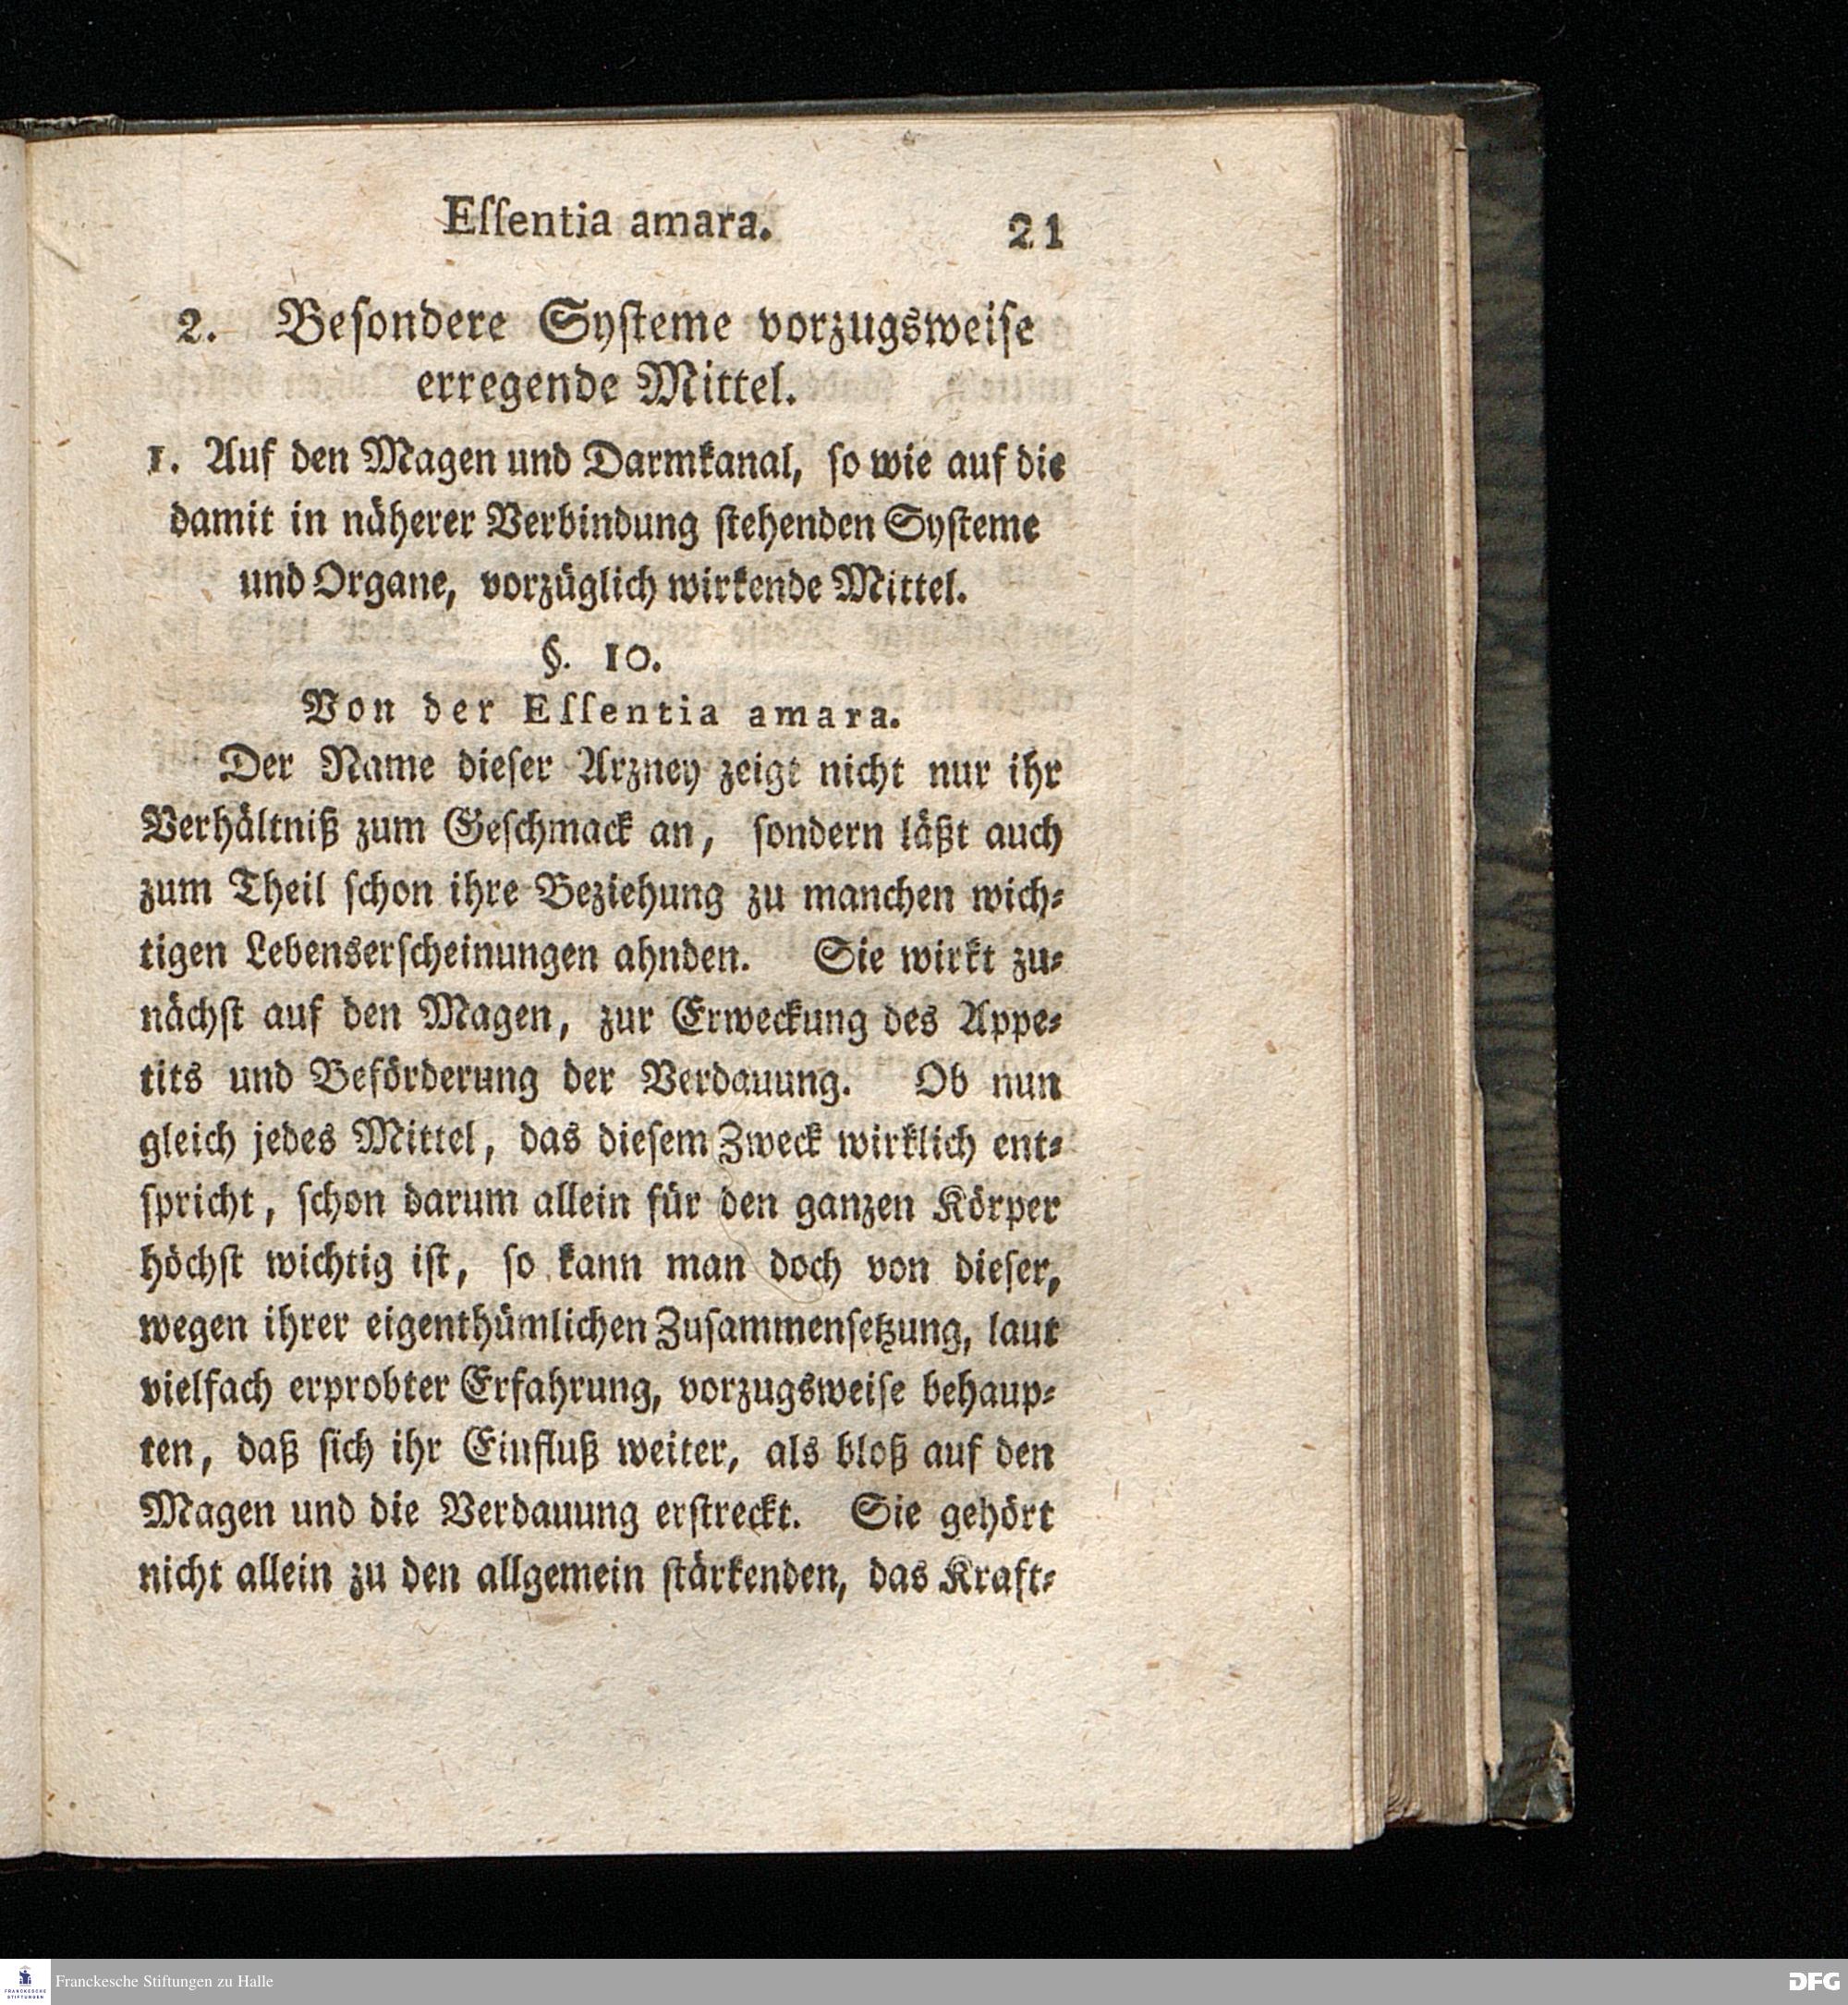 Eſſentia amara. 21
2. Beſondere Syſteme vorzugsweiſe
erregende Mittel.
1. Auf den Magen und Darmkanal, ſo wie auf die
damit in näherer Verbindung ſtehenden Syſteme
und Organe, vorzüglich wirkende Mittel.
§. 10.
Von der Eſſentia amara.
Der Name dieſer Arzney zeigt nicht nur ihr
Verhältniß zum Geſchmack an, ſondern läßt auch
zum Theil ſchon ihre Beziehung zu manchen wich⸗
tigen Lebenserſcheinungen ahnden. Sie wirkt zu⸗
nächſt auf den Magen, zur Erweckung des Appe⸗
tits und Beförderung der Verdauung. Ob nun
gleich jedes Mittel, das dieſem Zweck wirklich ent⸗
ſpricht, ſchon darum allein für den ganzen Körper
höchſt wichtig iſt, ſo kann man doch von dieſer,
wegen ihrer eigenthümlichen Zuſammenſetzung, laut
vielfach erprobter Erfahrung, vorzugsweiſe behaup⸗
ten, daß ſich ihr Einfluß weiter, als bloß auf den
Magen und die Verdauung erſtreckt. Sie gehört
nicht allein zu den allgemein ſtärkenden, das Kraft⸗
FRANCKESCHE
STIFTUNGEN
Franckesche Stiftungen zu Halle
DFG